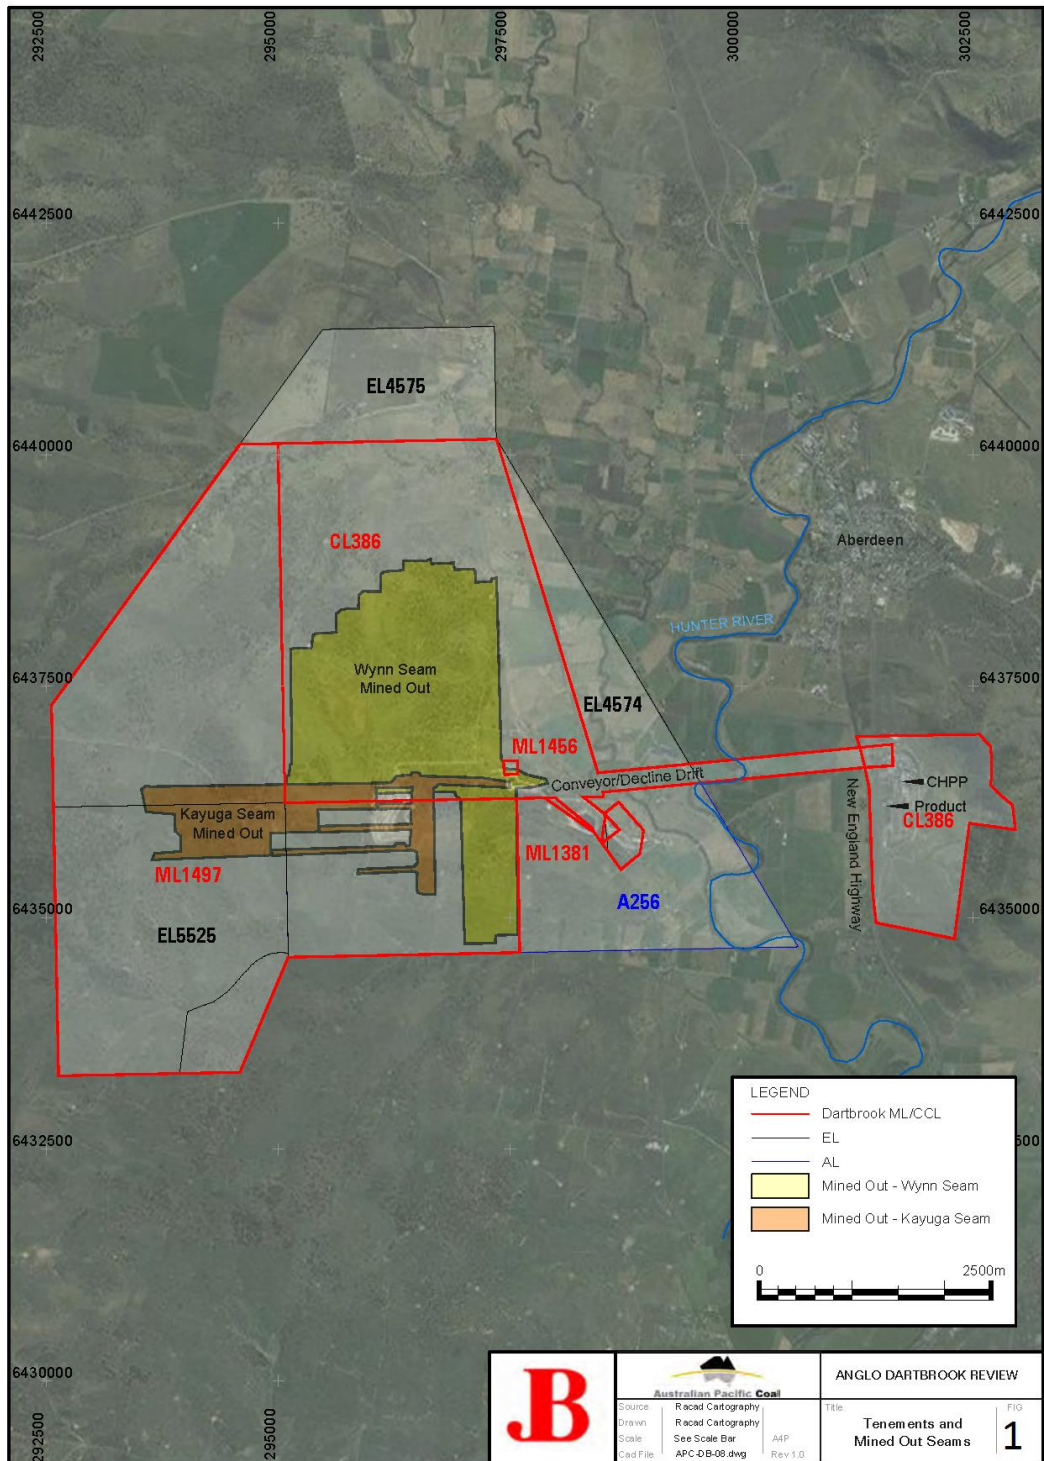 292500
295000
297500
300000
302500
6442500
6442500
EL4575
6440000
6440000
CL386
Aberdeen
HUNTER RIVER
Wynn Seam
Mined Out
6437500
6437500
EL4574
ML1456
Conveyor/Decline Drift
CHPP
Product
CL386
New England Highway
Kayuga Seam
Mined Out
ML1497
ML1381
A256
6435000
6435000
EL5525
6432500
500
LEGEND
Dartbrook ML/CCL
EL
AL
Mined Out - Wynn Seam
Mined Out - Kayuga Seam
0 2500m
6430000
292500
295000
JB
Australian Pacific Coal
Source Racad Cartography
Drawn Racad Cartography
Scale See Scale Bar A4P
Cad File APC-DB-08.dwg Rev 1.0
ANGLO DARTBROOK REVIEW
Title FIG
Tenements and
Mined Out Seams
1